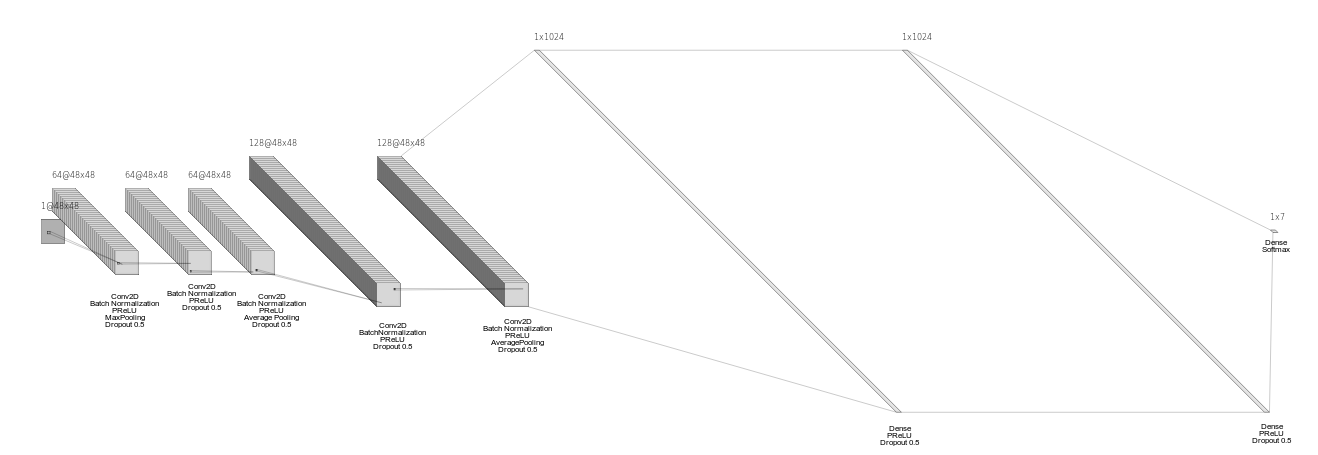 1x1024
1x1024
128@48x48
128@48x48
64@48x48
64@48x48
64@48x48
1@48x48
1x7
Dense
Softmax
Conv2D
Batch Normalization
PReLU
MaxPooling
Dropout 0.5
Conv2D
Batch Normalization
PReLU
Dropout 0.5
Conv2D
Batch Normalization
PReLU
Average Pooling
Dropout 0.5
Conv2D
BatchNormalization
PReLU
Dropout 0.5
Conv2D
Batch Normalization
PReLU
AveragePooling
Dropout 0.5
Dense
PReLU
Dropout 0.5
Dense
PReLU
Dropout 0.5